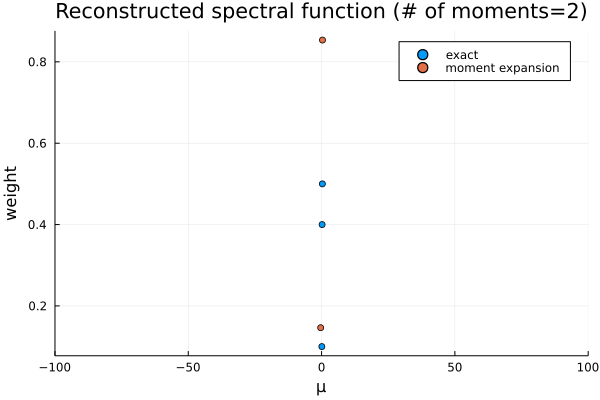 Reconstructed spectral function (# of moments=2)
exact
moment expansion
weight
0.8
0.6
0.4
0.2
−100
−50
0
50
100
μ